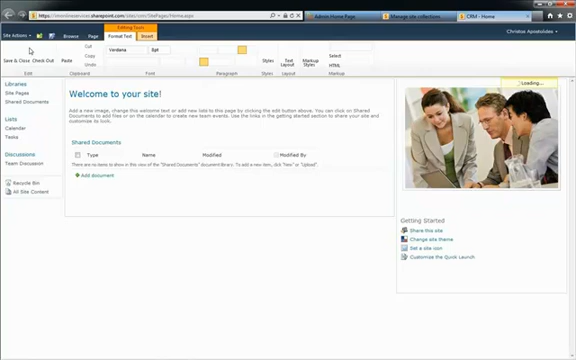 https://onionlineservices.sharepoint.com/sites/crm/SitePages/Home.aspx
Admin Home Page
Manage site collections
CRM - Home
Site Actions
Browse
Page
Editing Tools
Format Text
Insert
Christos Apostolides
Save & Close
Check Out
Paste
Cut
Copy
Undo
Verdana
8pt
Styles
Text Layout
Markup Styles
Select
HTML
Edit
Clipboard
Font
Paragraph
Styles
Layout
Markup
Libraries
Site Pages
Shared Documents
Lists
Calendar
Tasks
Discussions
Team Discussion
Recycle Bin
All Site Content
Welcome to your site!
Add a new image, change this welcome text or add new lists to this page by clicking the edit button above. You can click on Shared
Documents to add files or on the calendar to create new team events. Use the links in the getting started section to share your site and
customize its look.
Shared Documents
Type Name Modified Modified By
There are no items to show in this view of the "Shared Documents" document library. To add a new item, click "New" or "Upload".
Add document
Loading...
Getting Started
Share this site
Change site theme
Set a site icon
Customize the Quick Launch